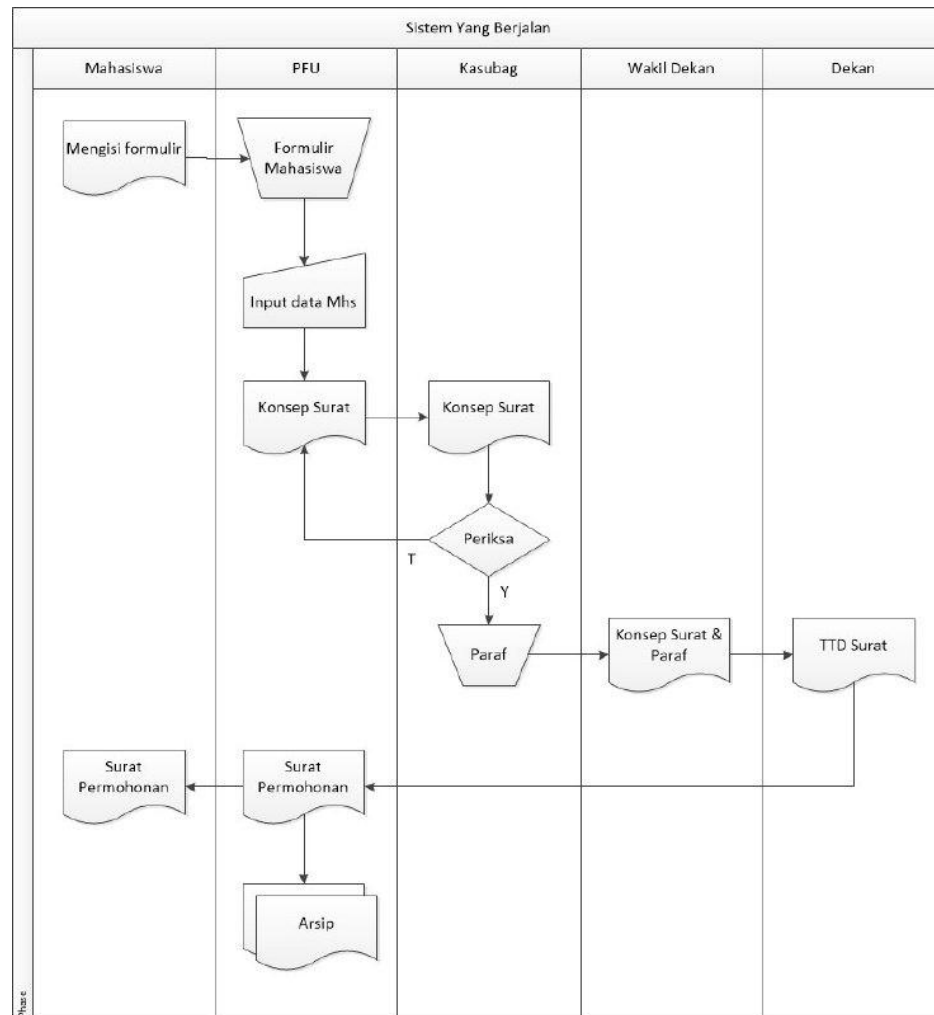 Sistem Yang Berjalan
Mahasiswa
PFU
Kasubag
Wakil Dekan
Dekan
Mengisi formulir
Formulir
Mahasiswa
Input data Mhs
Konsep Surat
Konsep Surat
Periksa
T
Y
Paraf
Konsep Surat &
Paraf
TTD Surat
Surat
Permohonan
Surat
Permohonan
Arsip
Phase